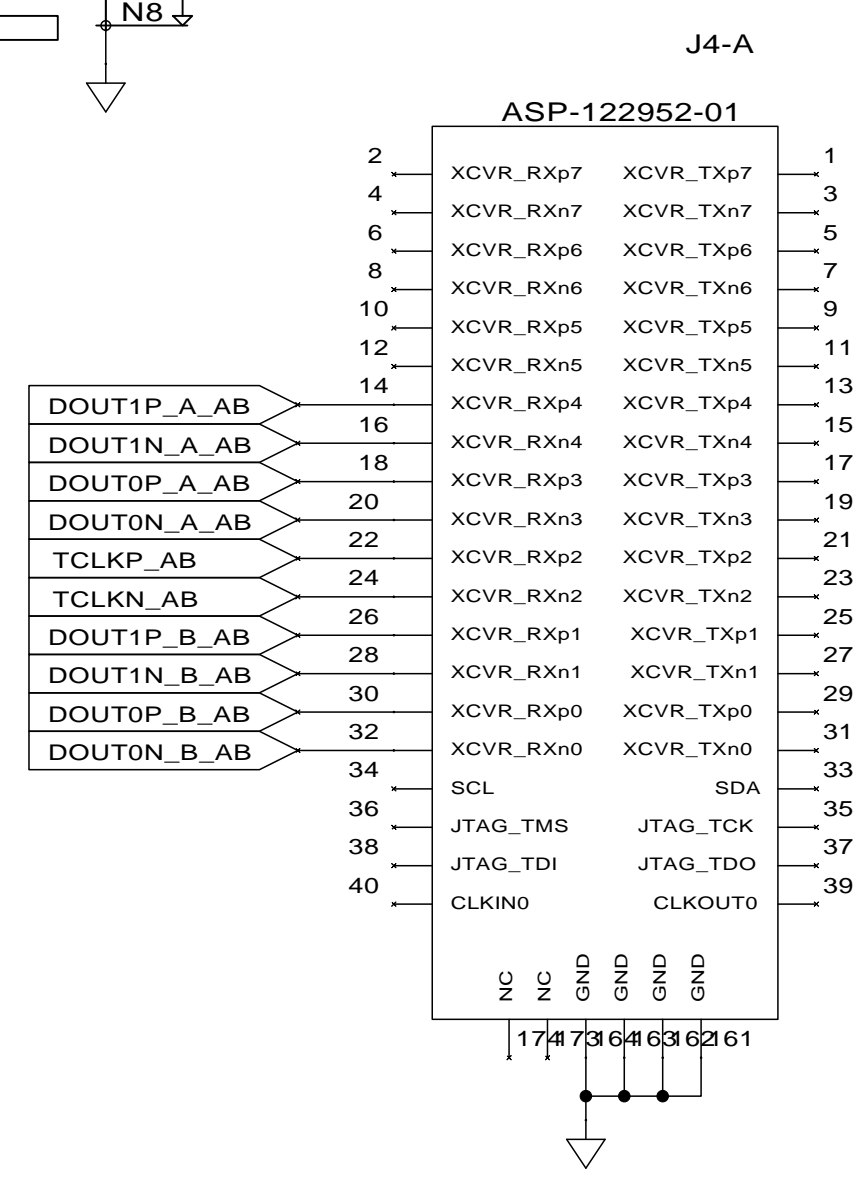 N8
J4-A
ASP-122952-01
2 XCVR_RXp7 XCVR_TXp7 1
4 XCVR_RXn7 XCVR_TXn7 3
6 XCVR_RXp6 XCVR_TXp6 5
8 XCVR_RXn6 XCVR_TXn6 7
10 XCVR_RXp5 XCVR_TXp5 9
12 XCVR_RXn5 XCVR_TXn5 11
DOUT1P_A_AB 14 XCVR_RXp4 XCVR_TXp4 13
DOUT1N_A_AB 16 XCVR_RXn4 XCVR_TXn4 15
DOUT0P_A_AB 18 XCVR_RXp3 XCVR_TXp3 17
DOUT0N_A_AB 20 XCVR_RXn3 XCVR_TXn3 19
TCLKP_AB 22 XCVR_RXp2 XCVR_TXp2 21
TCLKN_AB 24 XCVR_RXn2 XCVR_TXn2 23
DOUT1P_B_AB 26 XCVR_RXp1 XCVR_TXp1 25
DOUT1N_B_AB 28 XCVR_RXn1 XCVR_TXn1 27
DOUT0P_B_AB 30 XCVR_RXp0 XCVR_TXp0 29
DOUT0N_B_AB 32 XCVR_RXn0 XCVR_TXn0 31
34 SCL SDA 33
36 JTAG_TMS JTAG_TCK 35
38 JTAG_TDI JTAG_TDO 37
40 CLKIN0 CLKOUT0 39
NC NC GND GND GND GND
174 173 164 163 162 161